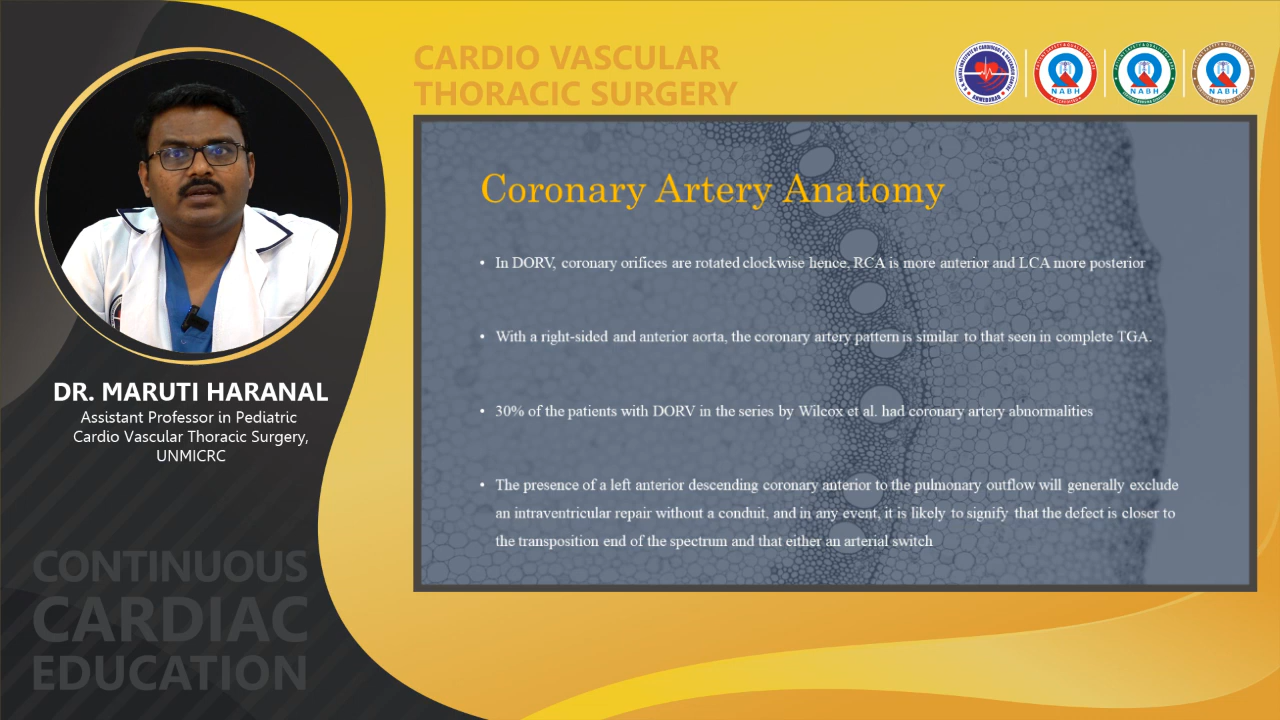 CARDIO VASCULAR
THORACIC SURGERY
NABH
NABH
NABH
Coronary Artery Anatomy
• In DORV, coronary orifices are rotated clockwise hence, RCA is more anterior and LCA more posterior
• With a right-sided and anterior aorta, the coronary artery pattern is similar to that seen in complete TGA.
• 30% of the patients with DORV in the series by Wilcox et al. had coronary artery abnormalities
• The presence of a left anterior descending coronary anterior to the pulmonary outflow will generally exclude
an intraventricular repair without a conduit, and in any event, it is likely to signify that the defect is closer to
the transposition end of the spectrum and that either an arterial switch
DR. MARUTI HARANAL
Assistant Professor in Pediatric
Cardio Vascular Thoracic Surgery,
UNMICRC
CONTINUOUS
CARDIAC
EDUCATION